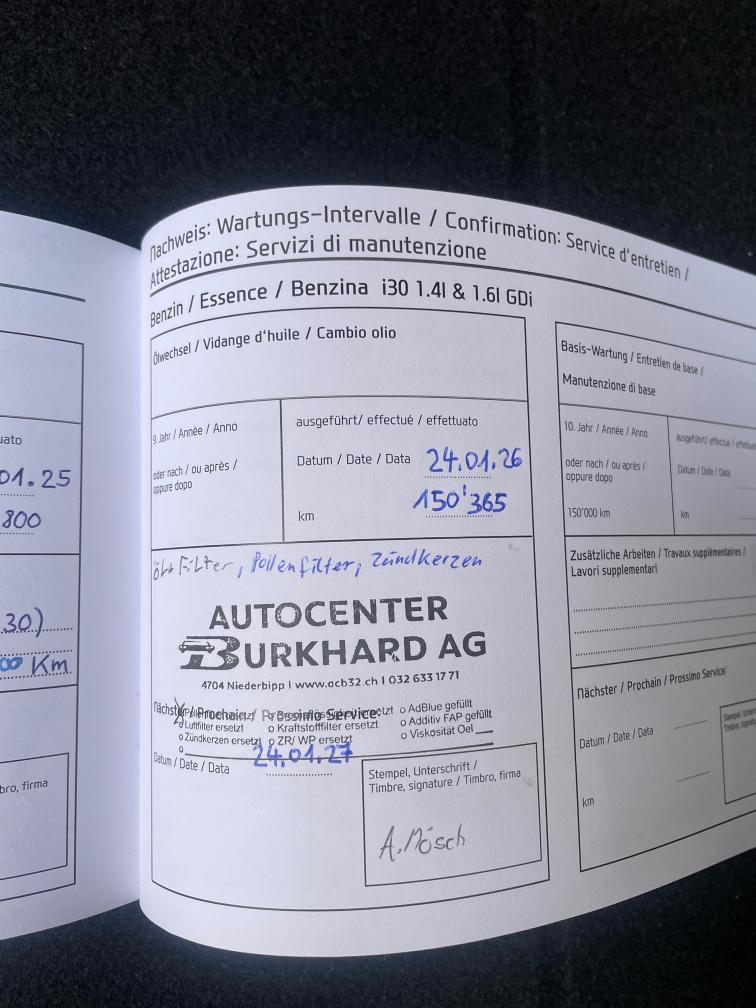 Nachweis: Wartungs-Intervalle / Confirmation: Service d'entretien /
Attestazione: Servizi di manutenzione
Benzin / Essence / Benzina i30 1.4l & 1.6l GDi
01.25
800
30)
Km
bro, firma
Ölwechsel / Vidange d'huile / Cambio olio
9. Jahr / Année / Anno
oder nach / ou après /
oppure dopo
ausgeführt/ effectué / effettuato
Datum / Date / Data 24.01.26
km 150'365
Filter, Pollenfilter, Zündkerzen
AUTOCENTER
BURKHARD AG
4704 Niederbipp | www.acb32.ch | 032 633 17 71
Nächster / Prochain / Prossimo Service:
o Luftfilter ersetzt o Kraftstofffilter ersetzt o AdBlue gefüllt
o Zündkerzen ersetzt o ZR/ WP ersetzt o Additiv FAP gefüllt
o o Viskosität Oel
Datum / Date / Data 24.01.27
Stempel, Unterschrift /
Timbre, signature / Timbro, firma
A. Mösch
Basis-Wartung / Entretien de base /
Manutenzione di base
10. Jahr / Année / Anno
oder nach / ou après /
oppure dopo
150'000 km
ausgeführt/ effectué / effettuat
Datum / Date / Data
km
Zusätzliche Arbeiten / Travaux supplémentaires /
Lavori supplementari
Nächster / Prochain / Prossimo Service:
Datum / Date / Data
km